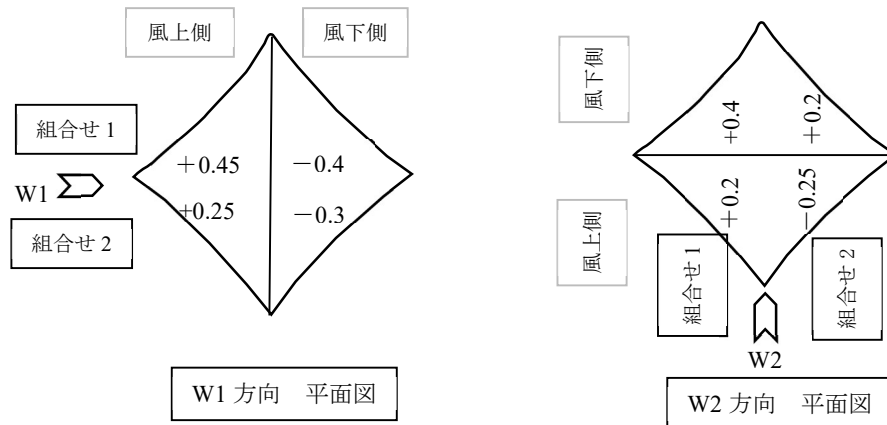 風上側
風下側
組合せ 1
W1
組合せ 2
+0.45
-0.4
+0.25
-0.3
W1 方向 平面図
風下側
風上側
+0.4
+0.2
+0.2
-0.25
組合せ 1
組合せ 2
W2
W2 方向 平面図